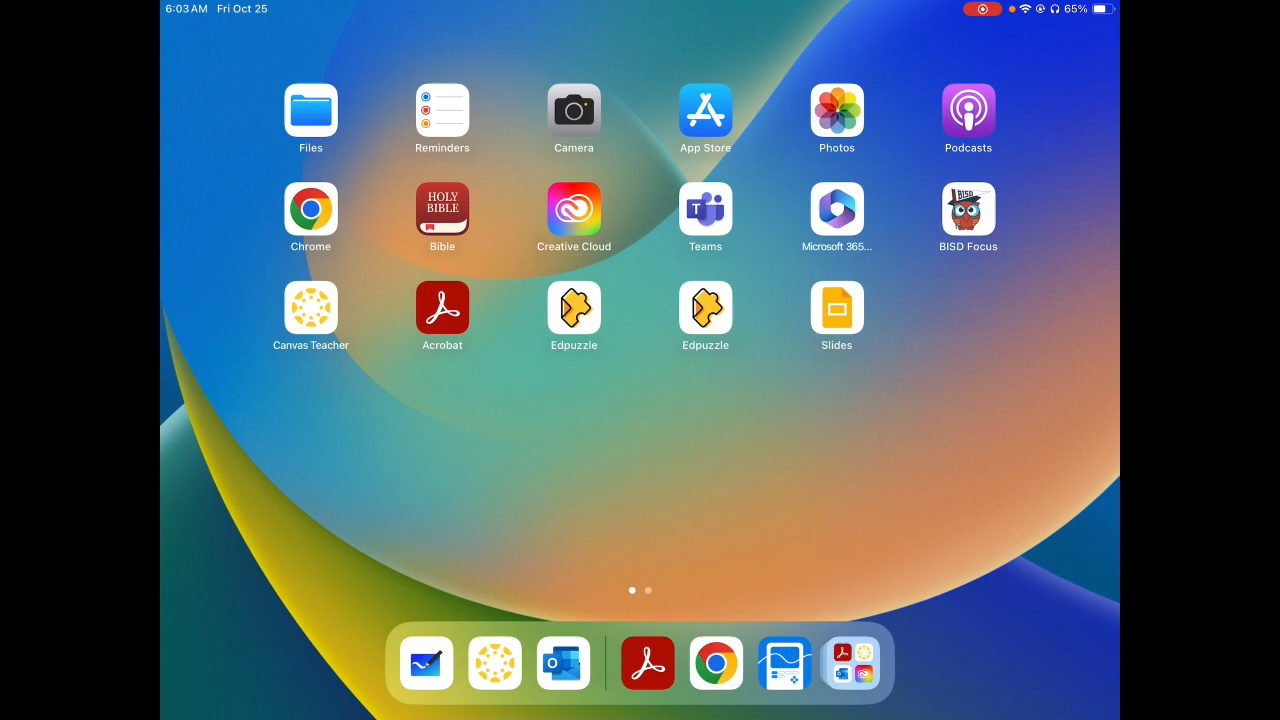 6:03 AM Fri Oct 25 65%
Files Reminders Camera App Store Photos Podcasts
HOLY
BIBLE
BISD
Chrome Bible Creative Cloud Teams Microsoft 365... BISD Focus
Canvas Teacher Acrobat Edpuzzle Edpuzzle Slides